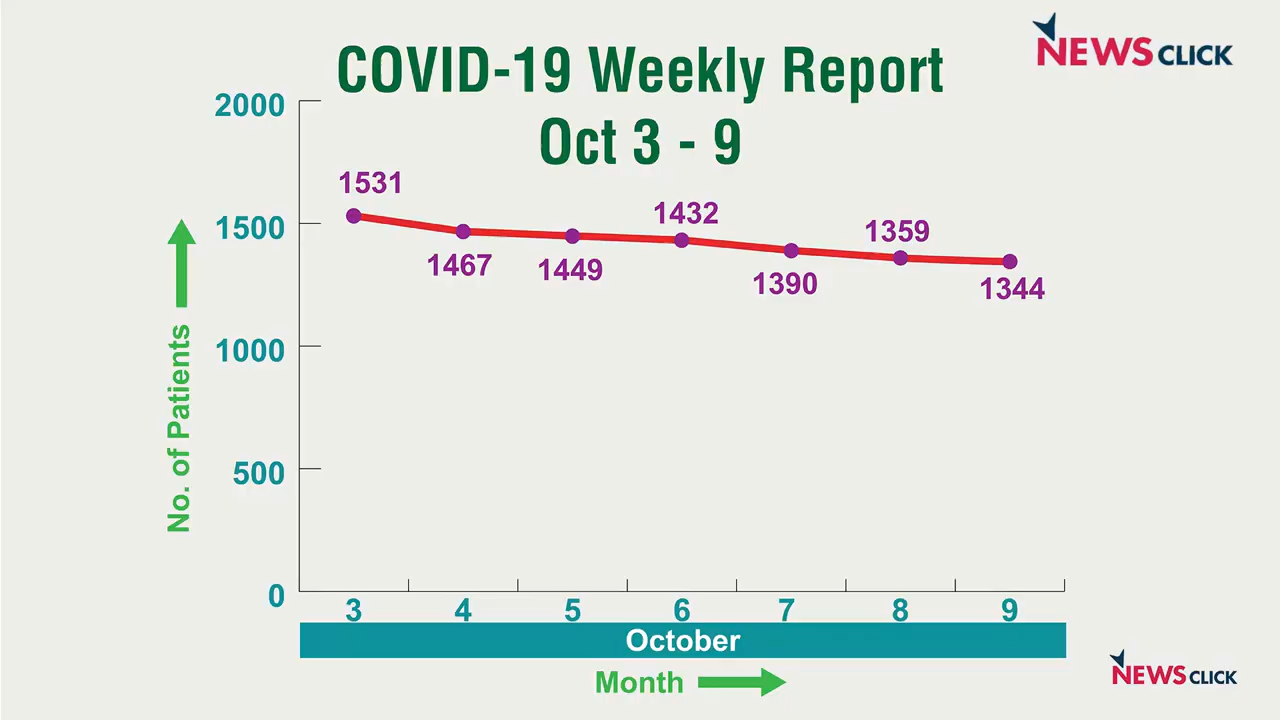 COVID-19 Weekly Report
Oct 3 - 9
NEWSCLICK
2000
1500
1000
500
0
No. of Patients
1531
1467
1449
1432
1390
1359
1344
3 4 5 6 7 8 9
October
Month
NEWSCLICK